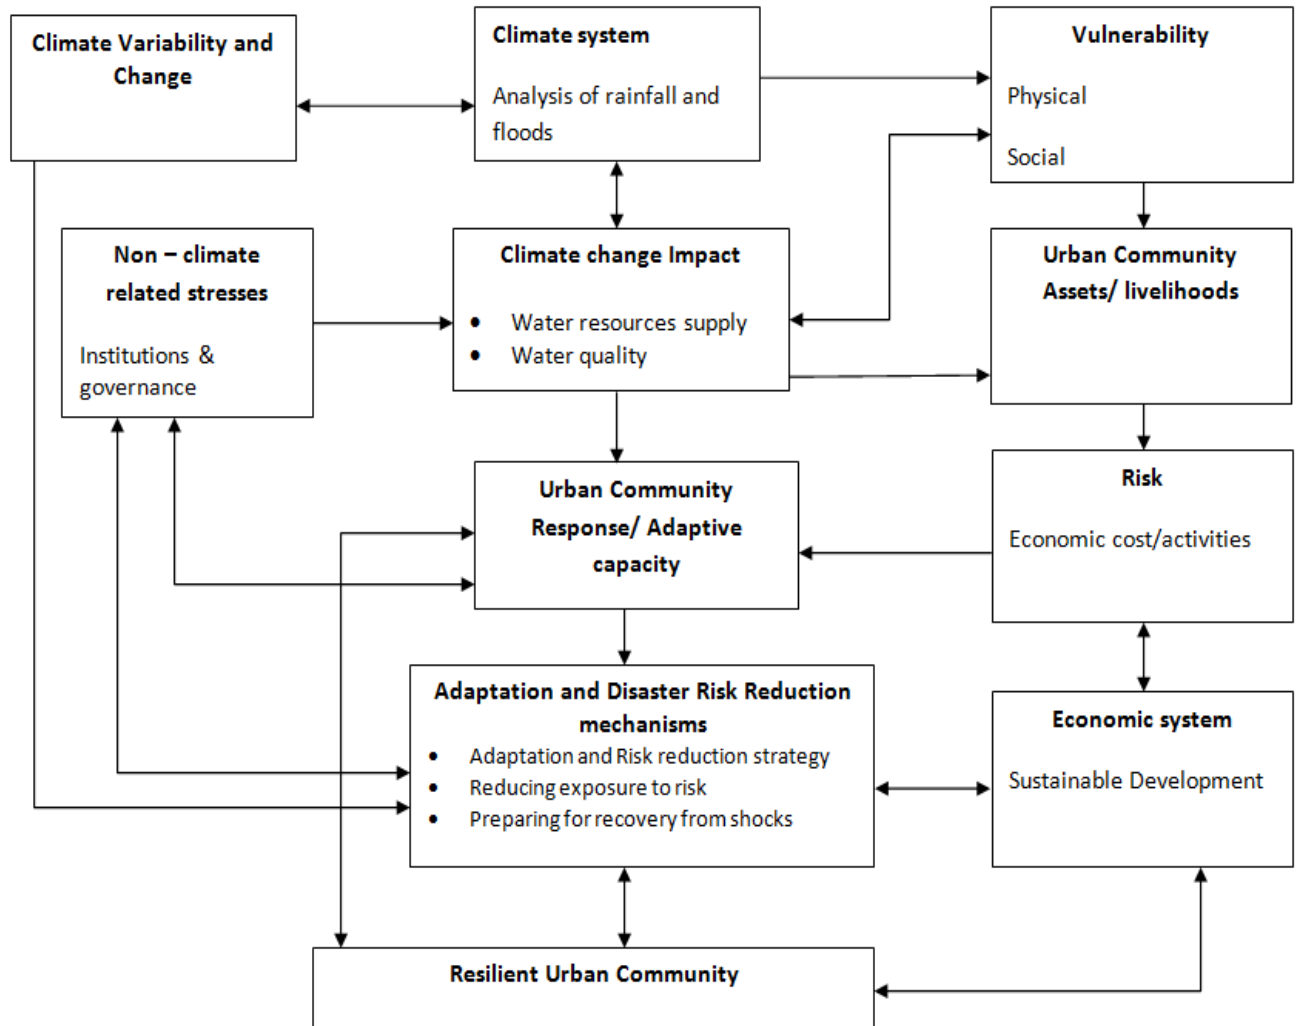 Climate Variability and
Change
Climate system
Analysis of rainfall and
floods
Vulnerability
Physical
Social
Non – climate
related stresses
Institutions &
governance
Climate change Impact
• Water resources supply
• Water quality
Urban Community
Assets/ livelihoods
Urban Community
Response/ Adaptive
capacity
Risk
Economic cost/activities
Adaptation and Disaster Risk Reduction
mechanisms
• Adaptation and Risk reduction strategy
• Reducing exposure to risk
• Preparing for recovery from shocks
Economic system
Sustainable Development
Resilient Urban Community